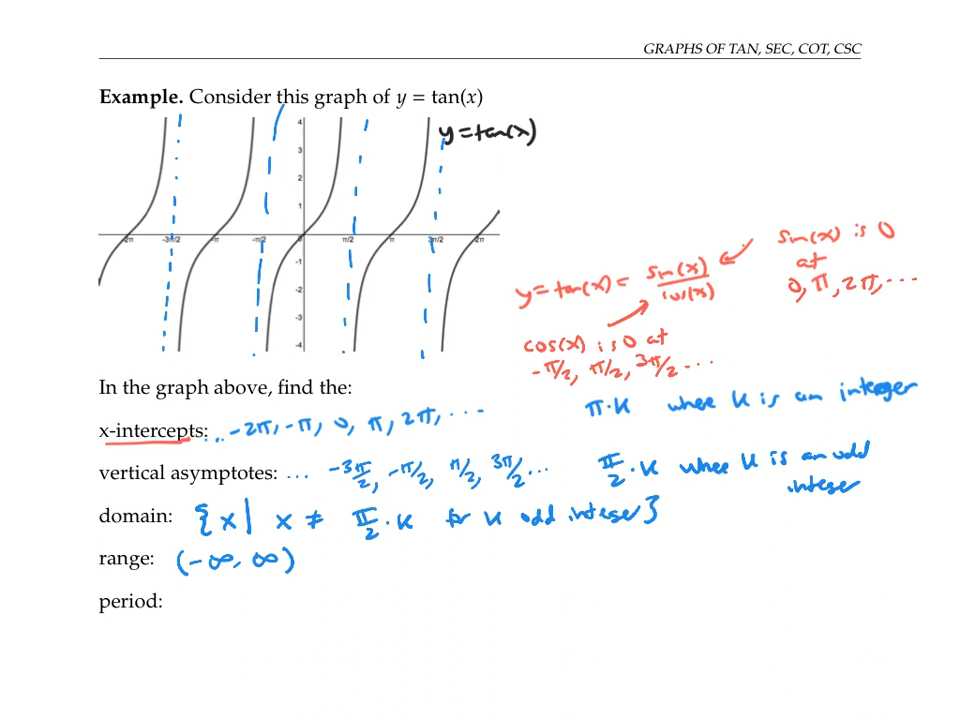 GRAPHS OF TAN, SEC, COT, CSC
Example. Consider this graph of y = tan(x)
y=tan(x)
4
3
2
1
-2π -3π/2 -π -π/2 0 π/2 π 3π/2 2π
-1
-2
-3
-4
sin(x) is 0
at
0, π, 2π, ...
y = tan(x) = sin(x)/cos(x)
cos(x) is 0 at
-π/2, π/2, 3π/2 ...
In the graph above, find the:
x-intercepts: .. -2π, -π, 0, π, 2π, ... π·k where k is an integer
vertical asymptotes: ... -3π/2, -π/2, π/2, 3π/2 ... π/2·k where k is an odd
integer
domain: {x | x ≠ π/2·k for k odd integer}
range: (-∞, ∞)
period: